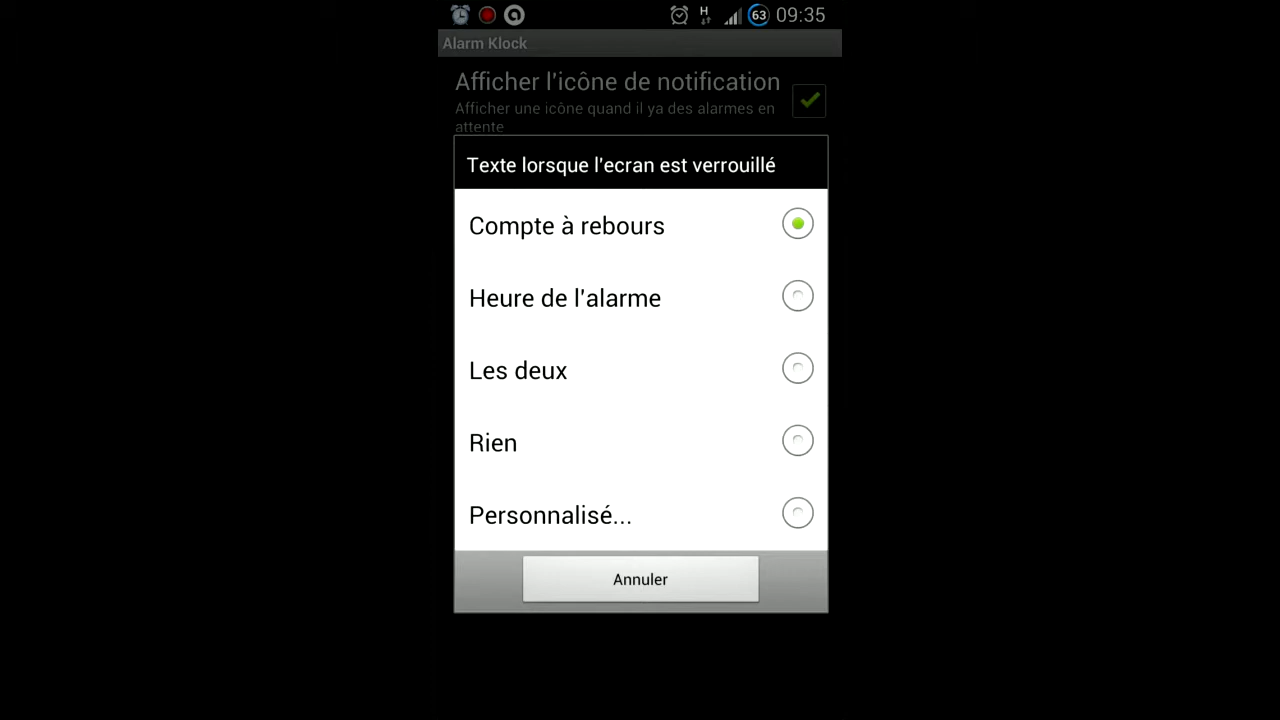 H 63 09:35
Alarm Klock
Afficher l'icône de notification
Afficher une icône quand il ya des alarmes en
attente
Texte lorsque l'ecran est verrouillé
Compte à rebours
Heure de l'alarme
Les deux
Rien
Personnalisé...
Annuler